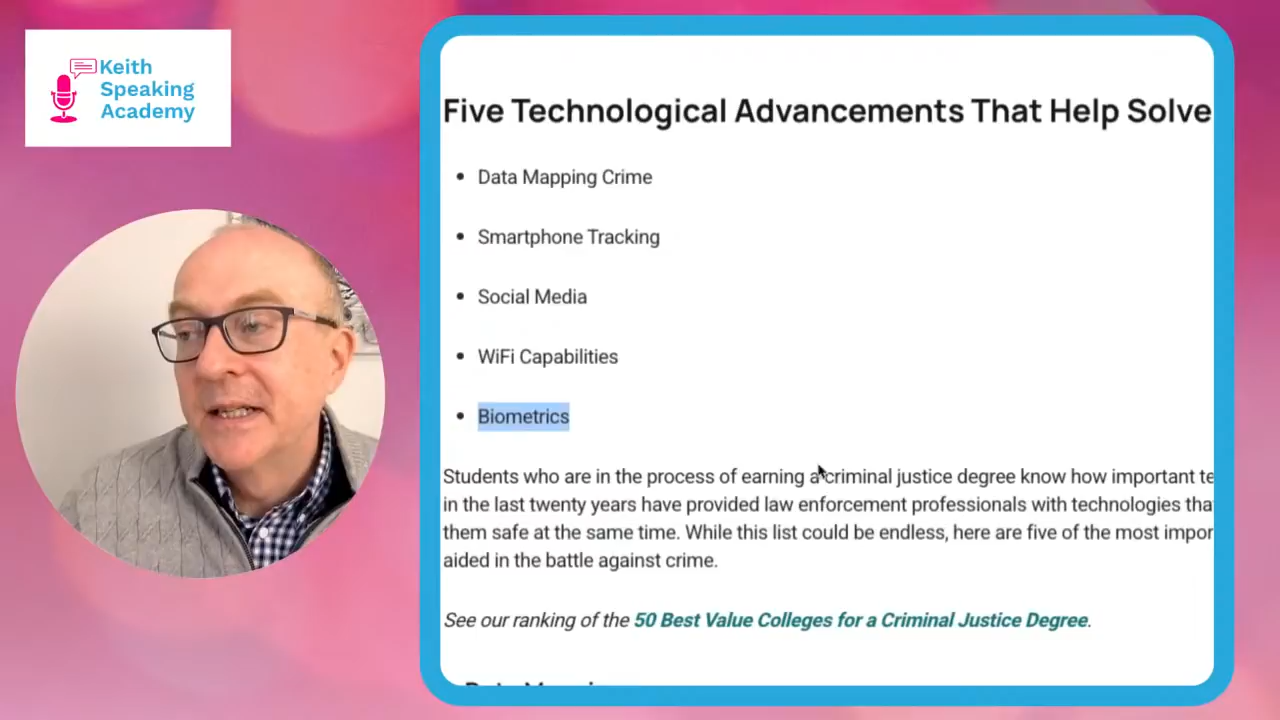 Keith
Speaking
Academy
Five Technological Advancements That Help Solve
• Data Mapping Crime
• Smartphone Tracking
• Social Media
• WiFi Capabilities
• Biometrics
Students who are in the process of earning a criminal justice degree know how important te
in the last twenty years have provided law enforcement professionals with technologies tha
them safe at the same time. While this list could be endless, here are five of the most impor
aided in the battle against crime.
See our ranking of the 50 Best Value Colleges for a Criminal Justice Degree.